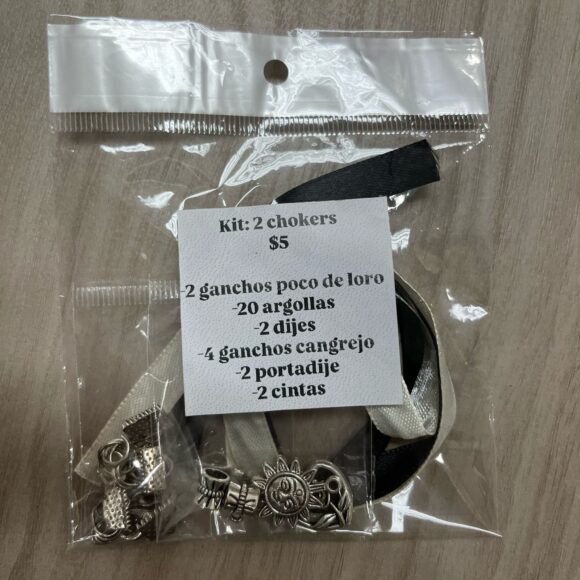 Kit: 2 chokers
$5
-2 ganchos poco de loro
-20 argollas
-2 dijes
-4 ganchos cangrejo
-2 portadije
-2 cintas